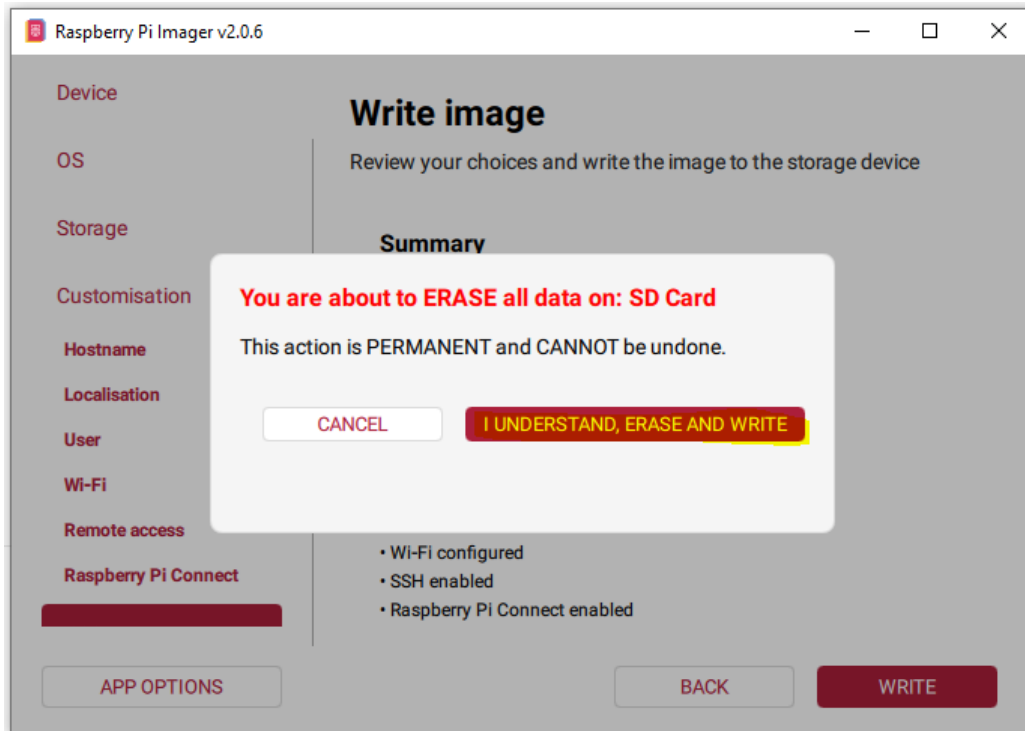 Raspberry Pi Imager v2.0.6
Device
OS
Storage
Customisation
Hostname
Localisation
User
Wi-Fi
Remote access
Raspberry Pi Connect
APP OPTIONS
Write image
Review your choices and write the image to the storage device
Summary
You are about to ERASE all data on: SD Card
This action is PERMANENT and CANNOT be undone.
CANCEL
I UNDERSTAND, ERASE AND WRITE
• Wi-Fi configured
• SSH enabled
• Raspberry Pi Connect enabled
BACK
WRITE